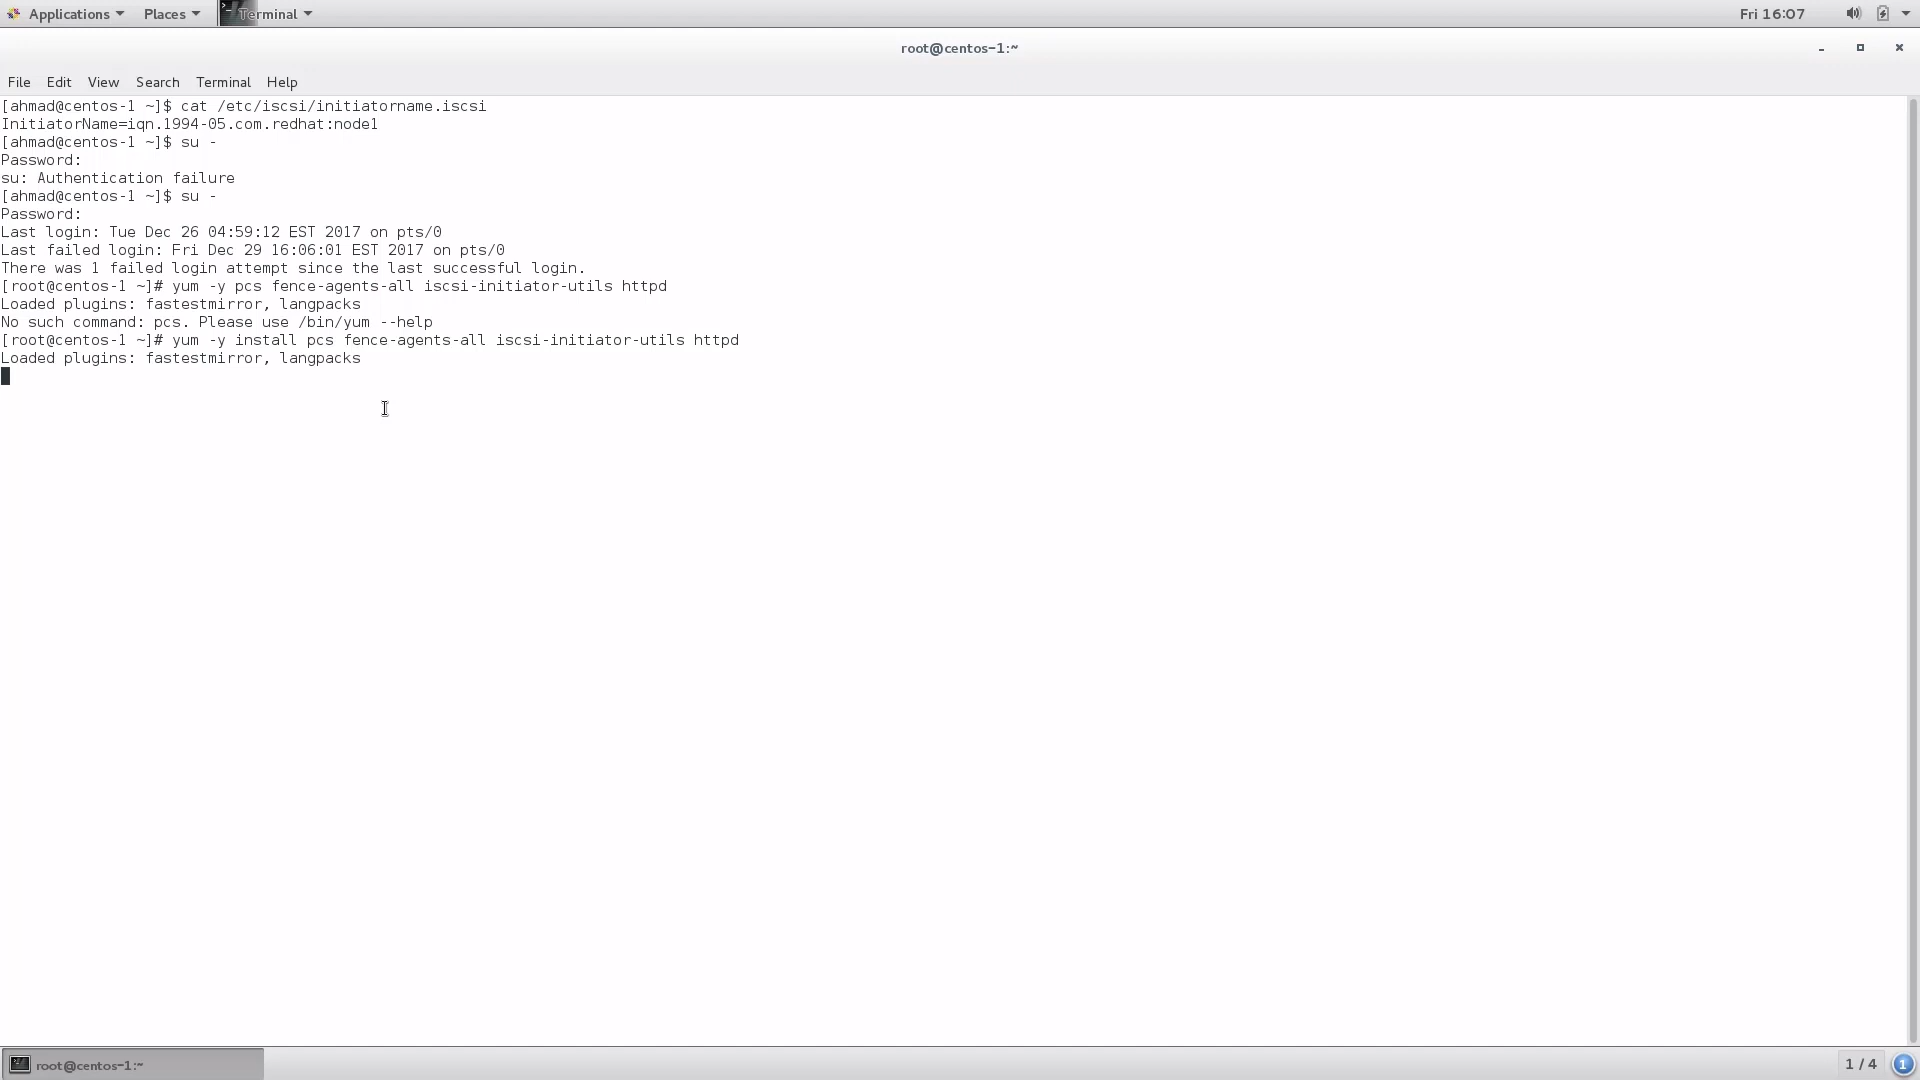 Applications Places Terminal Fri 16:07
root@centos-1:~
File Edit View Search Terminal Help
[ahmad@centos-1 ~]$ cat /etc/iscsi/initiatorname.iscsi
InitiatorName=iqn.1994-05.com.redhat:node1
[ahmad@centos-1 ~]$ su -
Password:
su: Authentication failure
[ahmad@centos-1 ~]$ su -
Password:
Last login: Tue Dec 26 04:59:12 EST 2017 on pts/0
Last failed login: Fri Dec 29 16:06:01 EST 2017 on pts/0
There was 1 failed login attempt since the last successful login.
[root@centos-1 ~]# yum -y pcs fence-agents-all iscsi-initiator-utils httpd
Loaded plugins: fastestmirror, langpacks
No such command: pcs. Please use /bin/yum --help
[root@centos-1 ~]# yum -y install pcs fence-agents-all iscsi-initiator-utils httpd
Loaded plugins: fastestmirror, langpacks
root@centos-1:~ 1 / 4 1